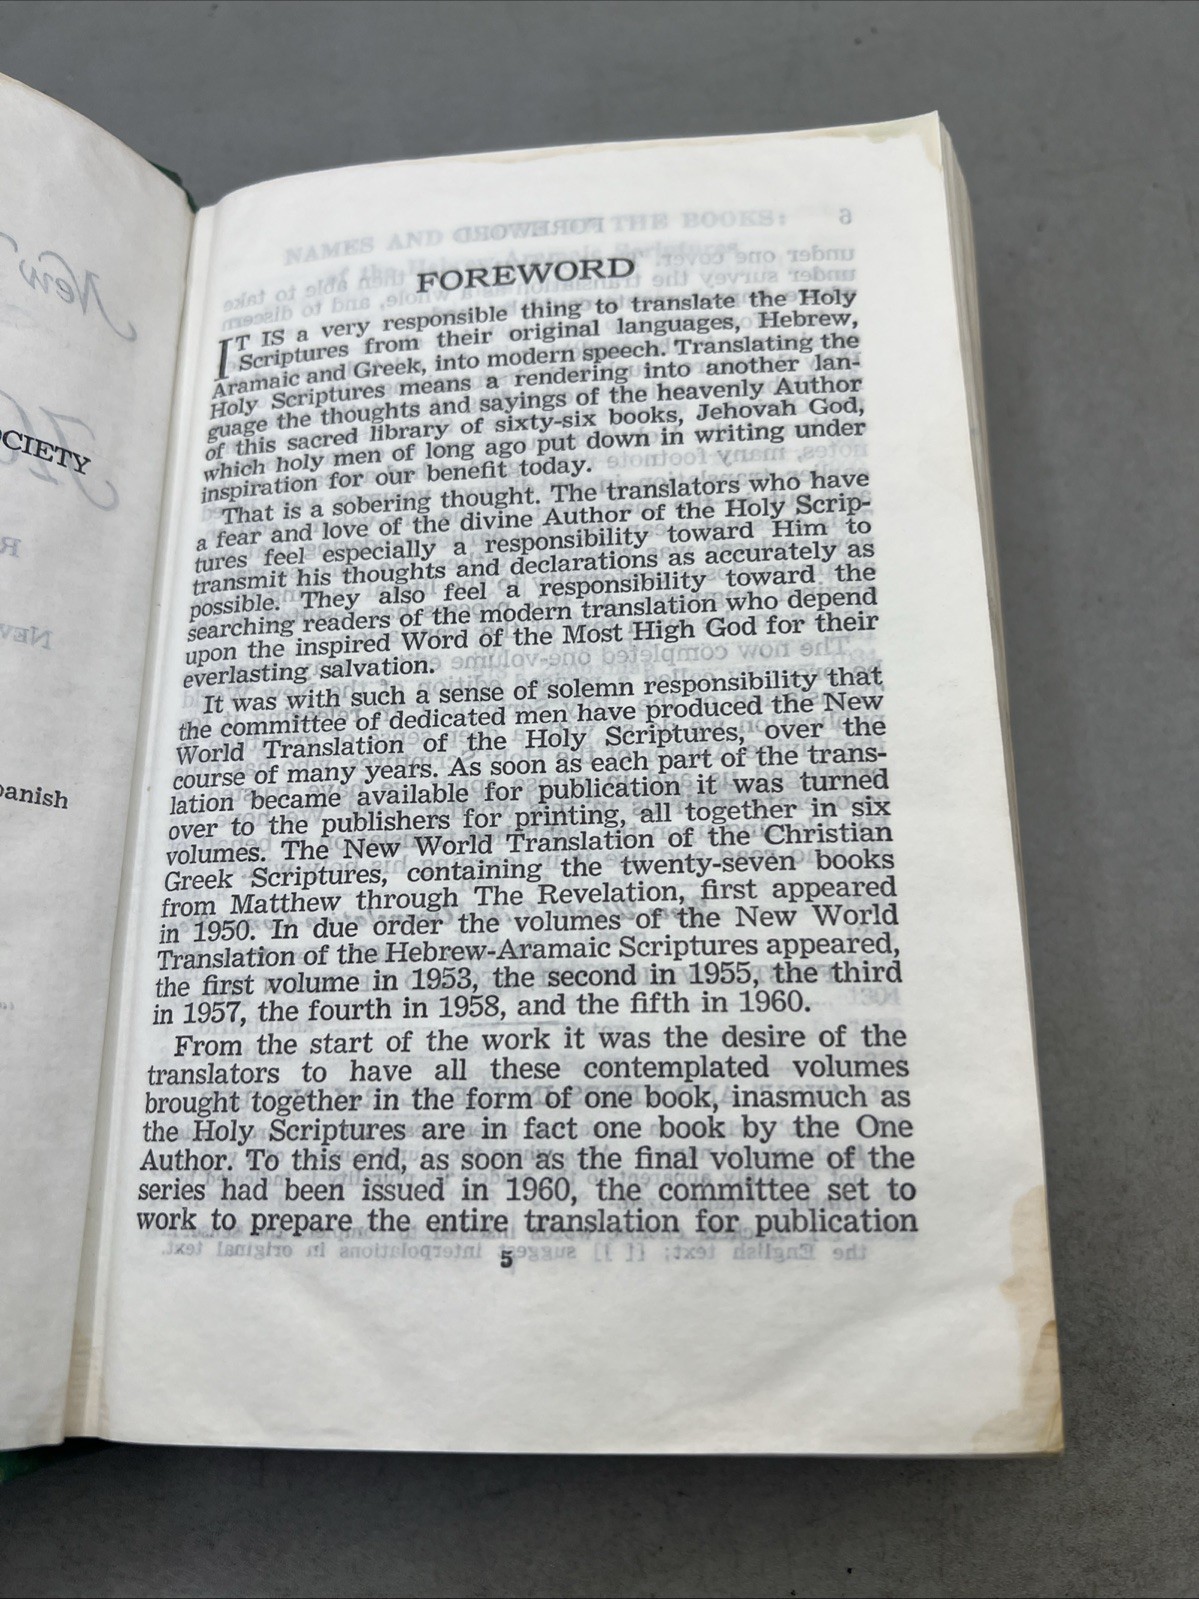 OCIETY
panish
FOREWORD
IT IS a very responsible thing to translate the Holy
Scriptures from their original languages, Hebrew,
Aramaic and Greek, into modern speech. Translating the
Holy Scriptures means a rendering into another lan-
guage the thoughts and sayings of the heavenly Author
of this sacred library of sixty-six books, Jehovah God,
which holy men of long ago put down in writing under
inspiration for our benefit today.
That is a sobering thought. The translators who have
a fear and love of the divine Author of the Holy Scrip-
tures feel especially a responsibility toward Him to
transmit his thoughts and declarations as accurately as
possible. They also feel a responsibility toward the
searching readers of the modern translation who depend
upon the inspired Word of the Most High God for their
everlasting salvation.
It was with such a sense of solemn responsibility that
the committee of dedicated men have produced the New
World Translation of the Holy Scriptures, over the
course of many years. As soon as each part of the trans-
lation became available for publication it was turned
over to the publishers for printing, all together in six
volumes. The New World Translation of the Christian
Greek Scriptures, containing the twenty-seven books
from Matthew through The Revelation, first appeared
in 1950. In due order the volumes of the New World
Translation of the Hebrew-Aramaic Scriptures appeared,
the first volume in 1953, the second in 1955, the third
in 1957, the fourth in 1958, and the fifth in 1960.
From the start of the work it was the desire of the
translators to have all these contemplated volumes
brought together in the form of one book, inasmuch as
the Holy Scriptures are in fact one book by the One
Author. To this end, as soon as the final volume of the
series had been issued in 1960, the committee set to
work to prepare the entire translation for publication
5